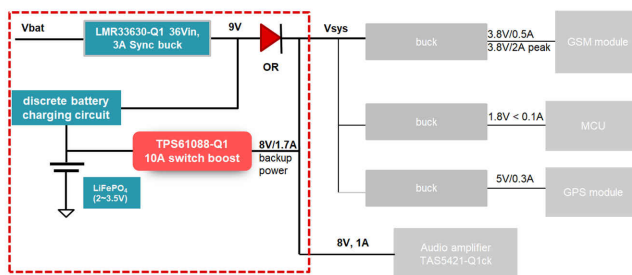 Vbat
LMR33630-Q1 36Vin,
3A Sync buck
9V
OR
Vsys
buck
3.8V/0.5A
3.8V/2A peak
GSM module
discrete battery
charging circuit
TPS61088-Q1
10A switch boost
8V/1.7A
backup
power
buck
1.8V < 0.1A
MCU
LiFePO4
(2~3.5V)
buck
5V/0.3A
GPS module
8V, 1A
Audio amplifier
TAS5421-Q1ck